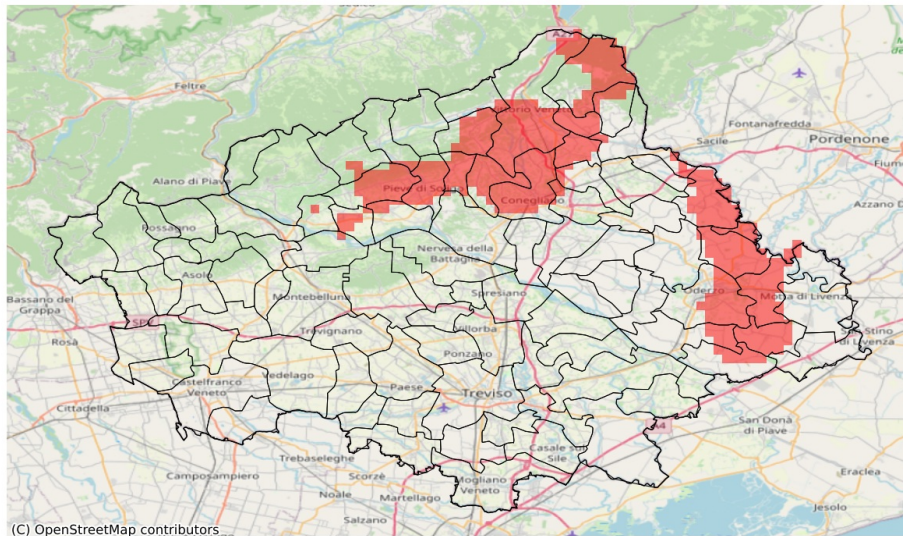 Feltre
Fontanafredda
Pordenone
Sacile
Fiume
Alano di Piave
Azzano D
Pieve di Soligo
Conegliano
Possagno
Nervesa della
Battaglia
Asolo
Bassano del
Grappa
Montebelluna
Spresiano
Oderzo
Motta di Livenza
SPV
Trevignano
Villorba
Rosà
Ponzano
San Stino
di Livenza
Vedelago
Castelfranco
Veneto
Paese
Treviso
Cittadella
A4
San Donà
di Piave
Trebaseleghe
Casale sul
Sile
Camposampiero
Scorzè
Mogliano
Veneto
Eraclea
Noale
Martellago
Jesolo
Salzano
(C) OpenStreetMap contributors